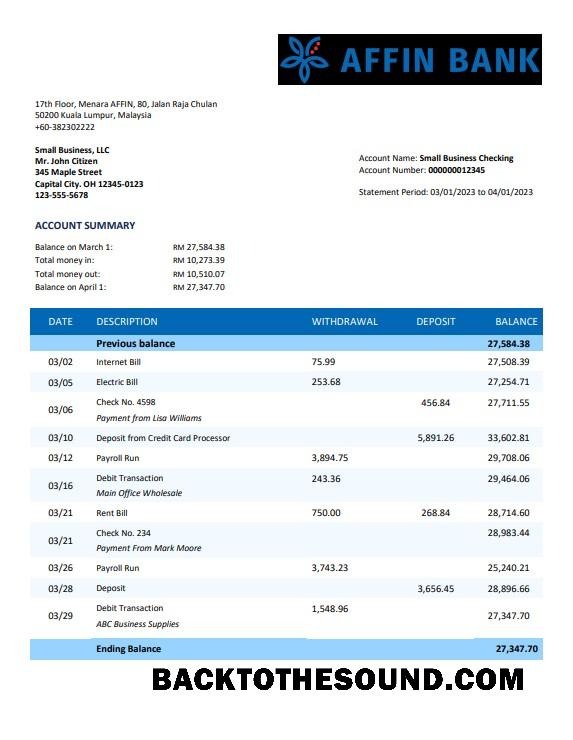 AFFIN BANK
17th Floor, Menara AFFIN, 80, Jalan Raja Chulan
50200 Kuala Lumpur, Malaysia
+60-382302222
Small Business, LLC
Mr. John Citizen
345 Maple Street
Capital City. OH 12345-0123
123-555-5678
Account Name: Small Business Checking
Account Number: 000000012345
Statement Period: 03/01/2023 to 04/01/2023
ACCOUNT SUMMARY
Balance on March 1: RM 27,584.38
Total money in: RM 10,273.39
Total money out: RM 10,510.07
Balance on April 1: RM 27,347.70
DATE DESCRIPTION WITHDRAWAL DEPOSIT BALANCE
Previous balance 27,584.38
03/02 Internet Bill 75.99 27,508.39
03/05 Electric Bill 253.68 27,254.71
03/06 Check No. 4598 456.84 27,711.55
Payment from Lisa Williams
03/10 Deposit from Credit Card Processor 5,891.26 33,602.81
03/12 Payroll Run 3,894.75 29,708.06
03/16 Debit Transaction 243.36 29,464.06
Main Office Wholesale
03/21 Rent Bill 750.00 268.84 28,714.60
03/21 Check No. 234 28,983.44
Payment From Mark Moore
03/26 Payroll Run 3,743.23 25,240.21
03/28 Deposit 3,656.45 28,896.66
03/29 Debit Transaction 1,548.96 27,347.70
ABC Business Supplies
Ending Balance 27,347.70
BACKTOTHESOUND.COM